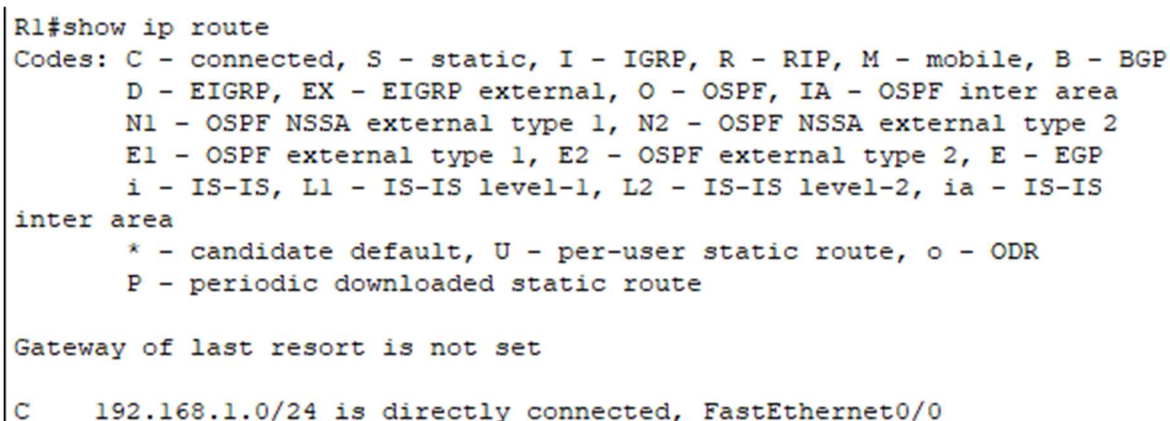 R1#show ip route
Codes: C - connected, S - static, I - IGRP, R - RIP, M - mobile, B - BGP
D - EIGRP, EX - EIGRP external, O - OSPF, IA - OSPF inter area
N1 - OSPF NSSA external type 1, N2 - OSPF NSSA external type 2
E1 - OSPF external type 1, E2 - OSPF external type 2, E - EGP
i - IS-IS, L1 - IS-IS level-1, L2 - IS-IS level-2, ia - IS-IS
inter area
* - candidate default, U - per-user static route, o - ODR
P - periodic downloaded static route
Gateway of last resort is not set
C 192.168.1.0/24 is directly connected, FastEthernet0/0